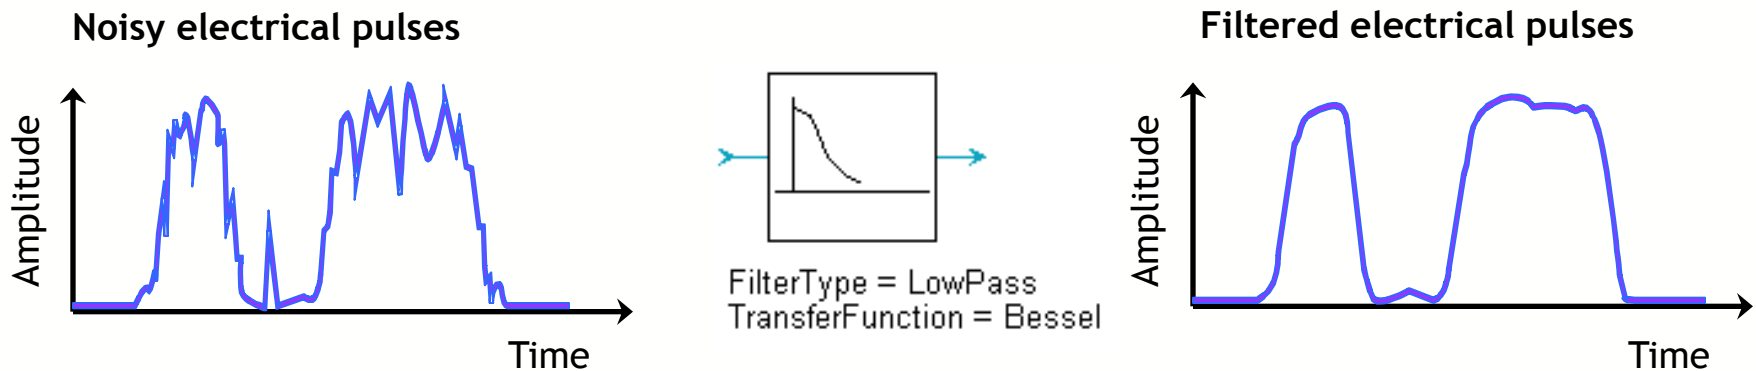 Noisy electrical pulses
Amplitude
Time
FilterType = LowPass
TransferFunction = Bessel
Filtered electrical pulses
Amplitude
Time